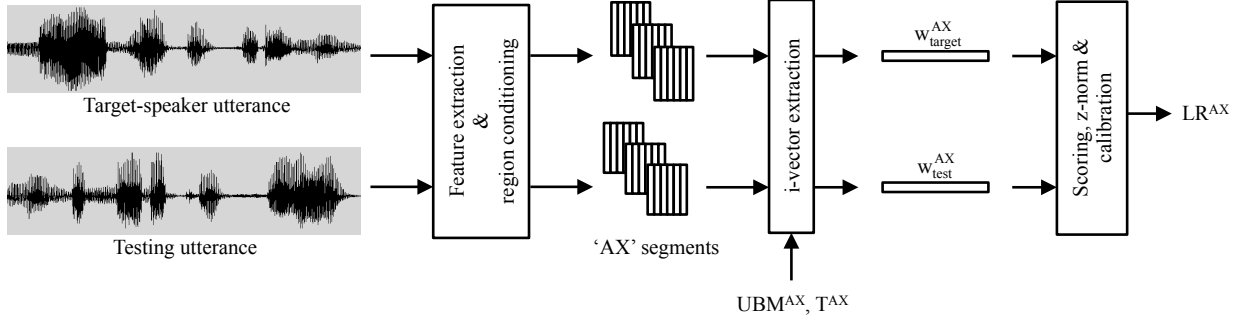 Target-speaker utterance
Testing utterance
Feature extraction
&
region conditioning
‘AX’ segments
i-vector extraction
UBM^AX, T^AX
w^AX_target
w^AX_test
Scoring, z-norm &
calibration
LR^AX